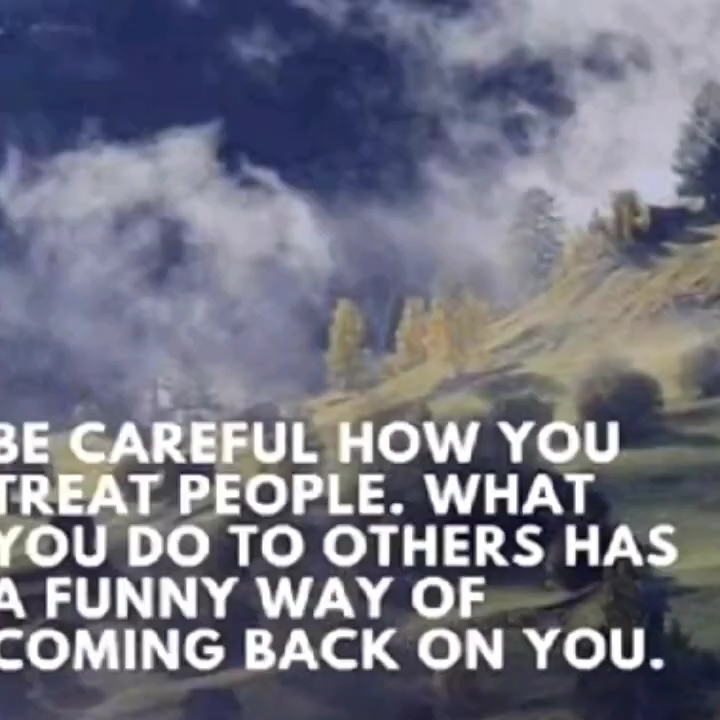 BE CAREFUL HOW YOU
TREAT PEOPLE. WHAT
YOU DO TO OTHERS HAS
A FUNNY WAY OF
COMING BACK ON YOU.